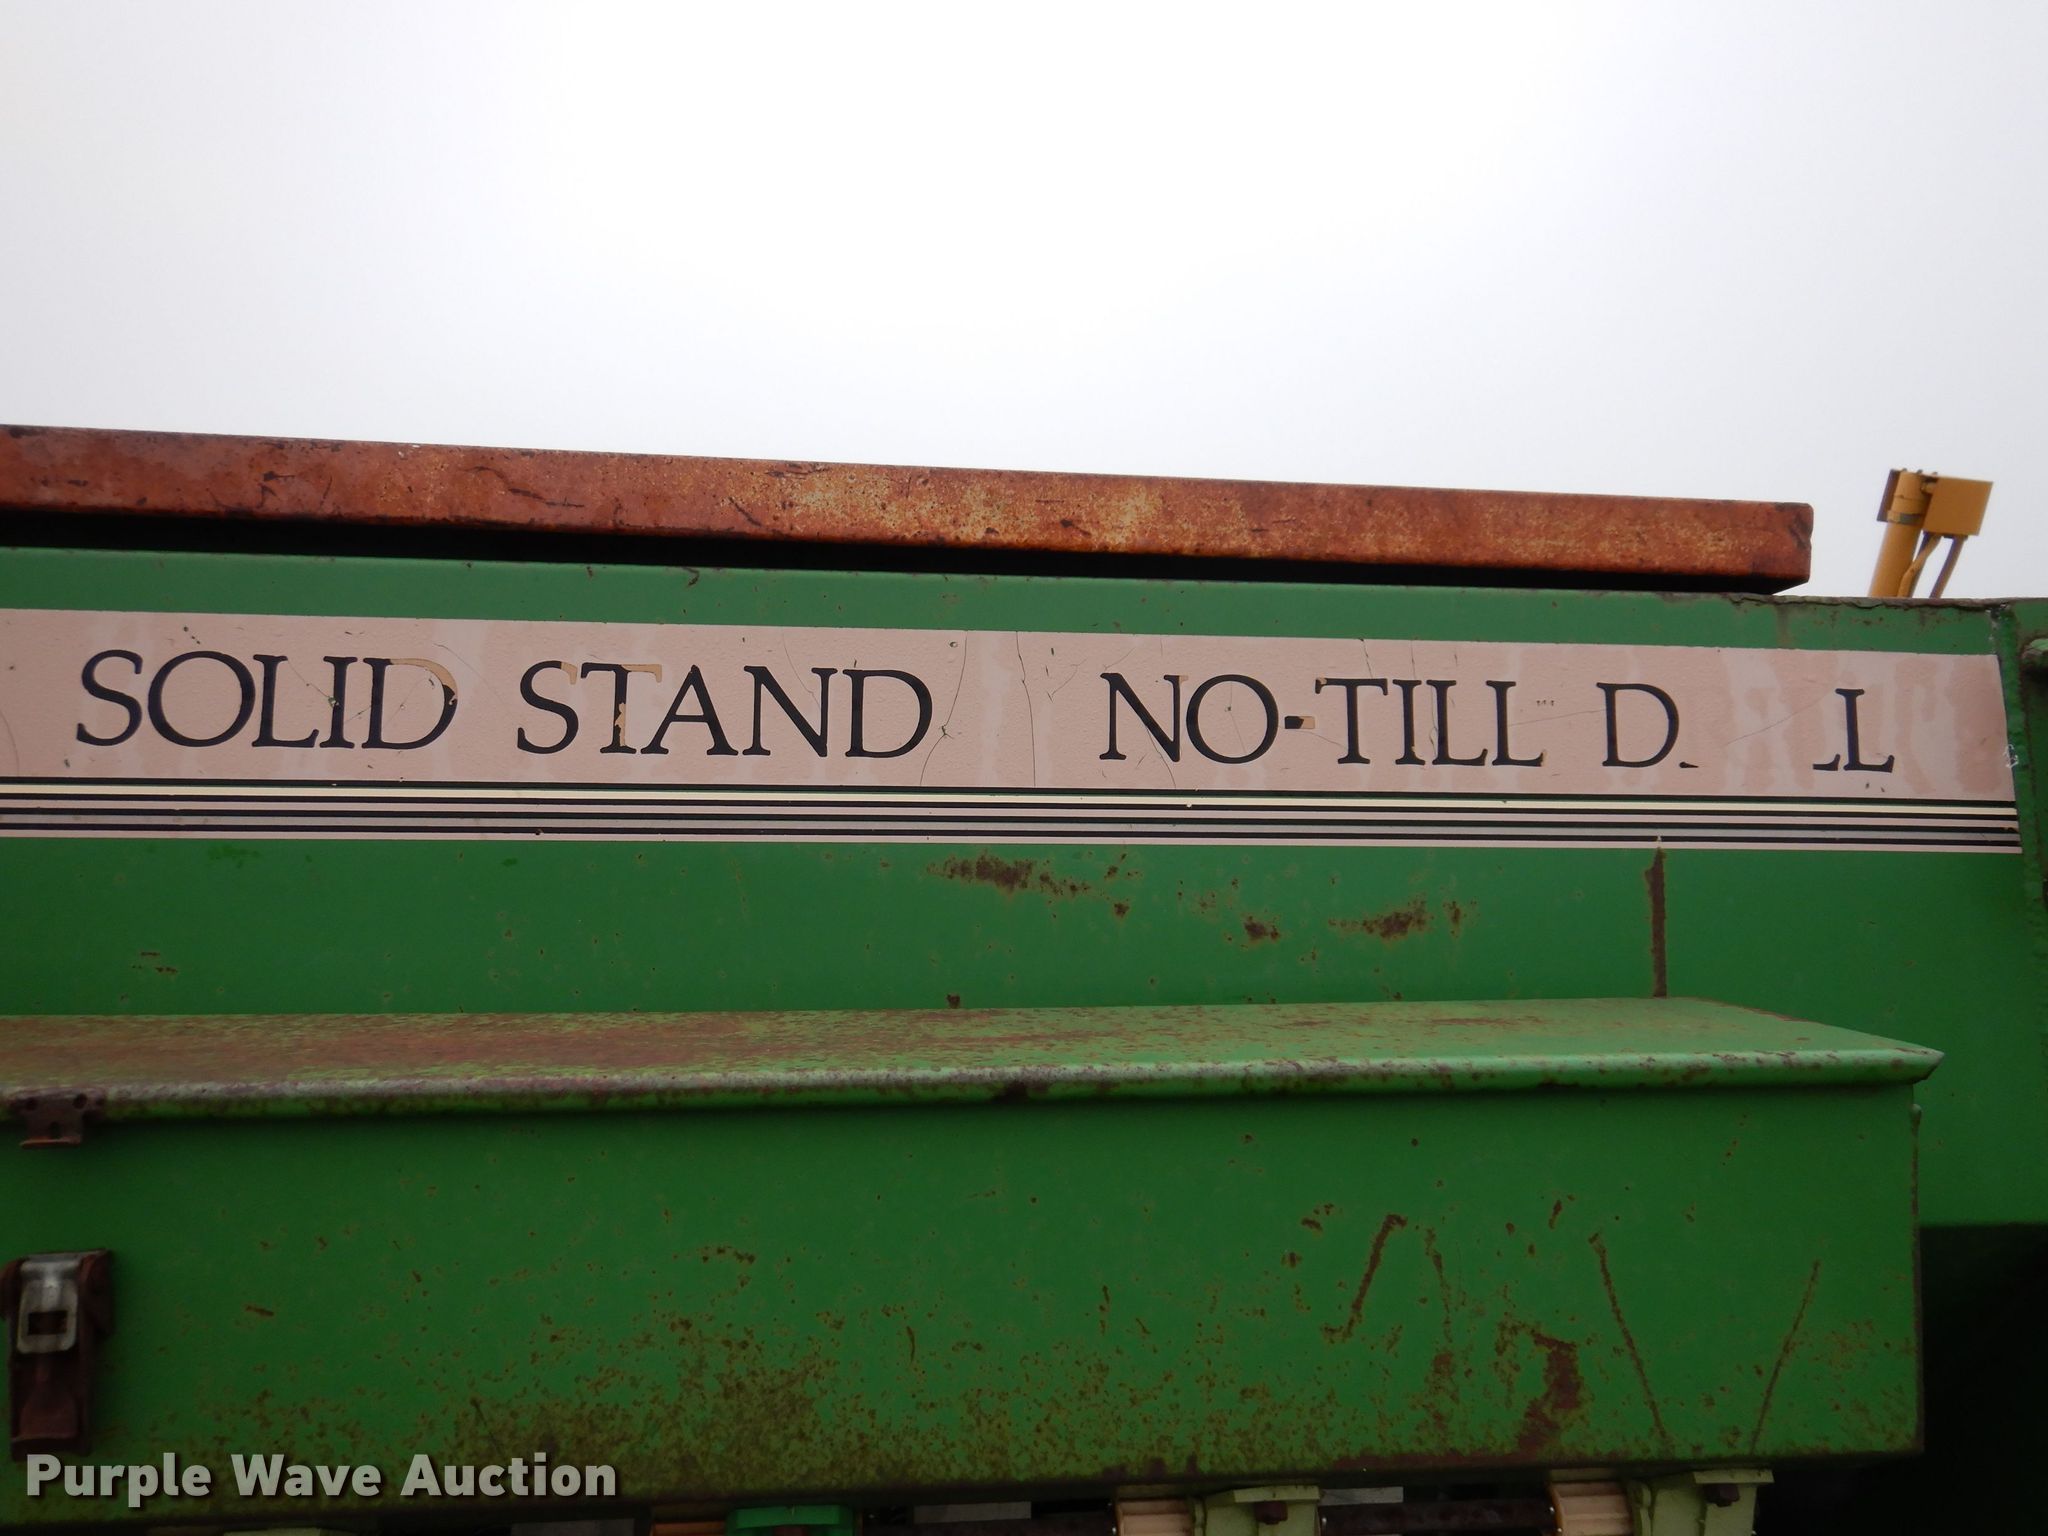 SOLID STAND NO-TILL D
Purple Wave Auction